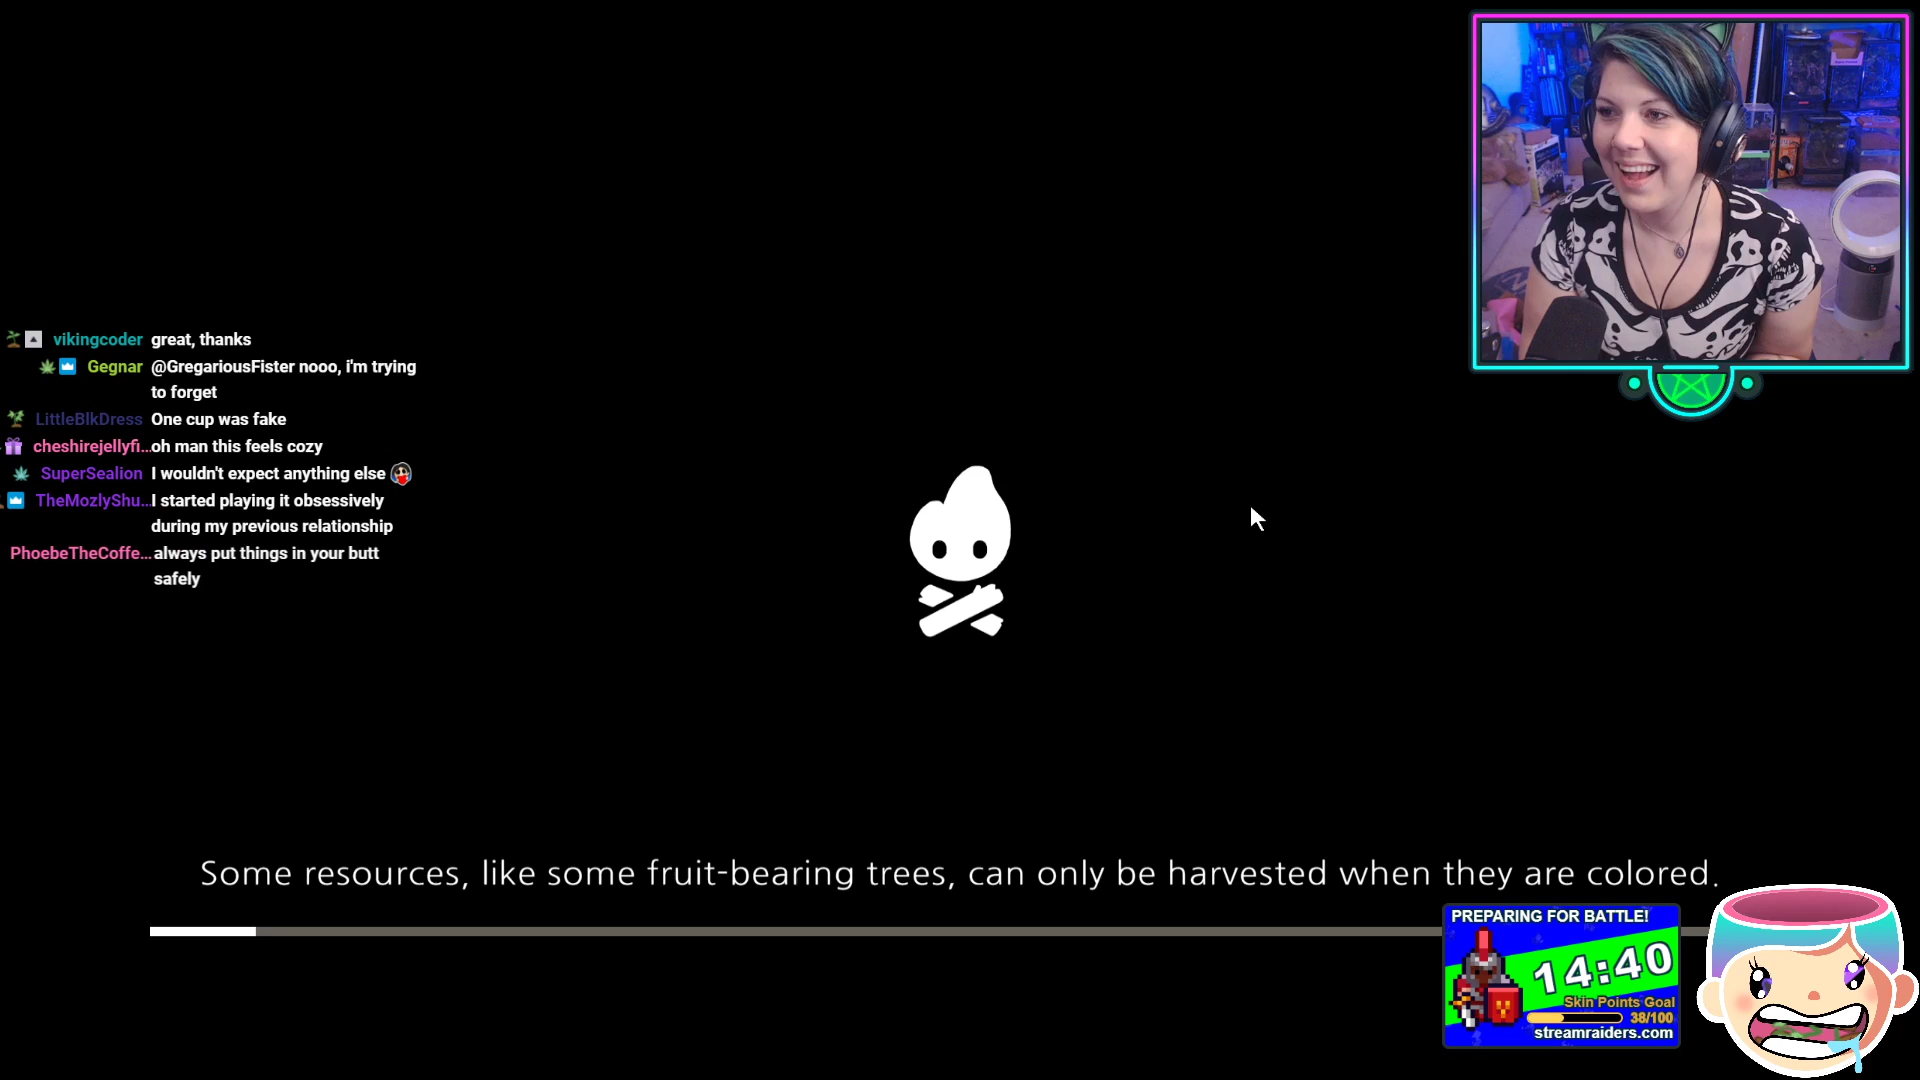 vikingcoder great, thanks
Gegnar @GregariousFister nooo, i'm trying
to forget
LittleBlkDress One cup was fake
cheshirejellyfi... oh man this feels cozy
SuperSealion I wouldn't expect anything else
TheMozlyShu... I started playing it obsessively
during my previous relationship
PhoebeTheCoffe... always put things in your butt
safely
Some resources, like some fruit-bearing trees, can only be harvested when they are colored.
PREPARING FOR BATTLE!
14:40
Skin Points Goal
38/100
streamraiders.com